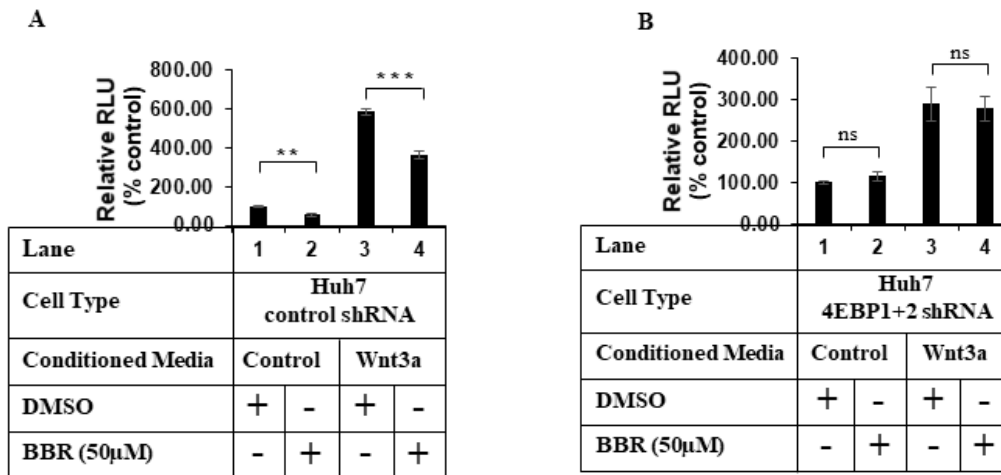 A
Relative RLU
(% control)
800.00
600.00
400.00
200.00
0.00
**
***
Lane 1 2 3 4
Cell Type
Huh7
control shRNA
Conditioned Media Control Wnt3a
DMSO + - + -
BBR (50μM) - + - +
B
Relative RLU
(% control)
400.00
300.00
200.00
100.00
0.00
ns
ns
Lane 1 2 3 4
Cell Type
Huh7
4EBP1+2 shRNA
Conditioned Media Control Wnt3a
DMSO + - + -
BBR (50μM) - + - +